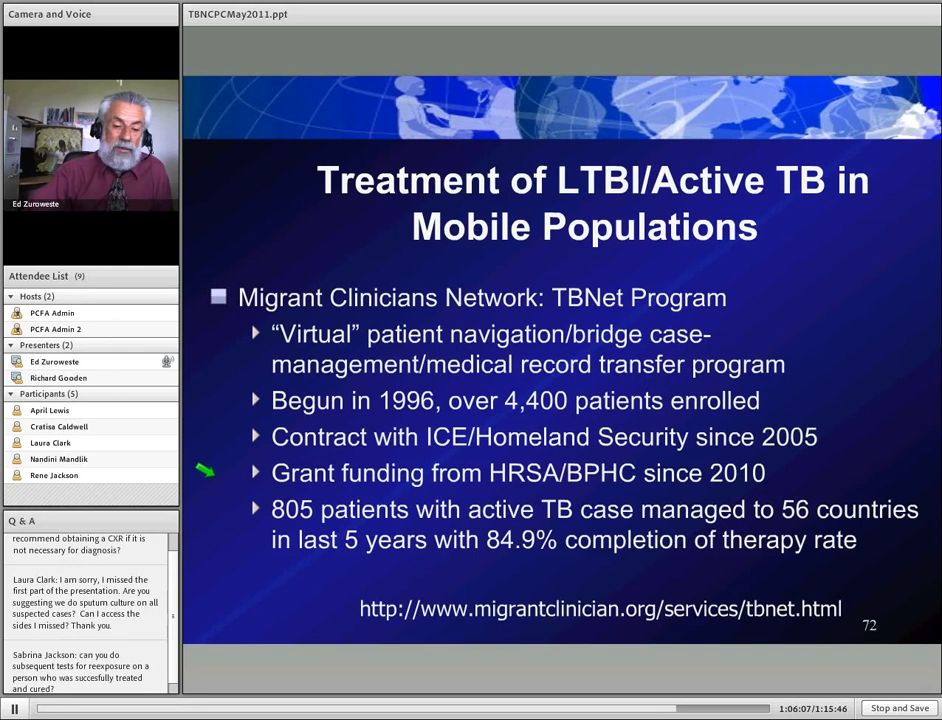 Camera and Voice
Ed Zuroweste
Attendee List (9)
Hosts (2)
PCFA Admin
PCFA Admin 2
Presenters (2)
Ed Zuroweste
Richard Gooden
Participants (5)
April Lewis
Cratisa Caldwell
Laura Clark
Nandini Mandlik
Rene Jackson
Q & A
recommend obtaining a CXR if it is
not necessary for diagnosis?
Laura Clark: I am sorry, I missed the
first part of the presentation. Are you
suggesting we do sputum culture on all
suspected cases? Can I access the
sides I missed? Thank you.
Sabrina Jackson: can you do
subsequent tests for reexposure on a
person who was succesfully treated
and cured?
TBNCPCMay2011.ppt
Treatment of LTBI/Active TB in
Mobile Populations
Migrant Clinicians Network: TBNet Program
“Virtual” patient navigation/bridge case-
management/medical record transfer program
Begun in 1996, over 4,400 patients enrolled
Contract with ICE/Homeland Security since 2005
Grant funding from HRSA/BPHC since 2010
805 patients with active TB case managed to 56 countries
in last 5 years with 84.9% completion of therapy rate
http://www.migrantclinician.org/services/tbnet.html
72
1:06:07/1:15:46
Stop and Save